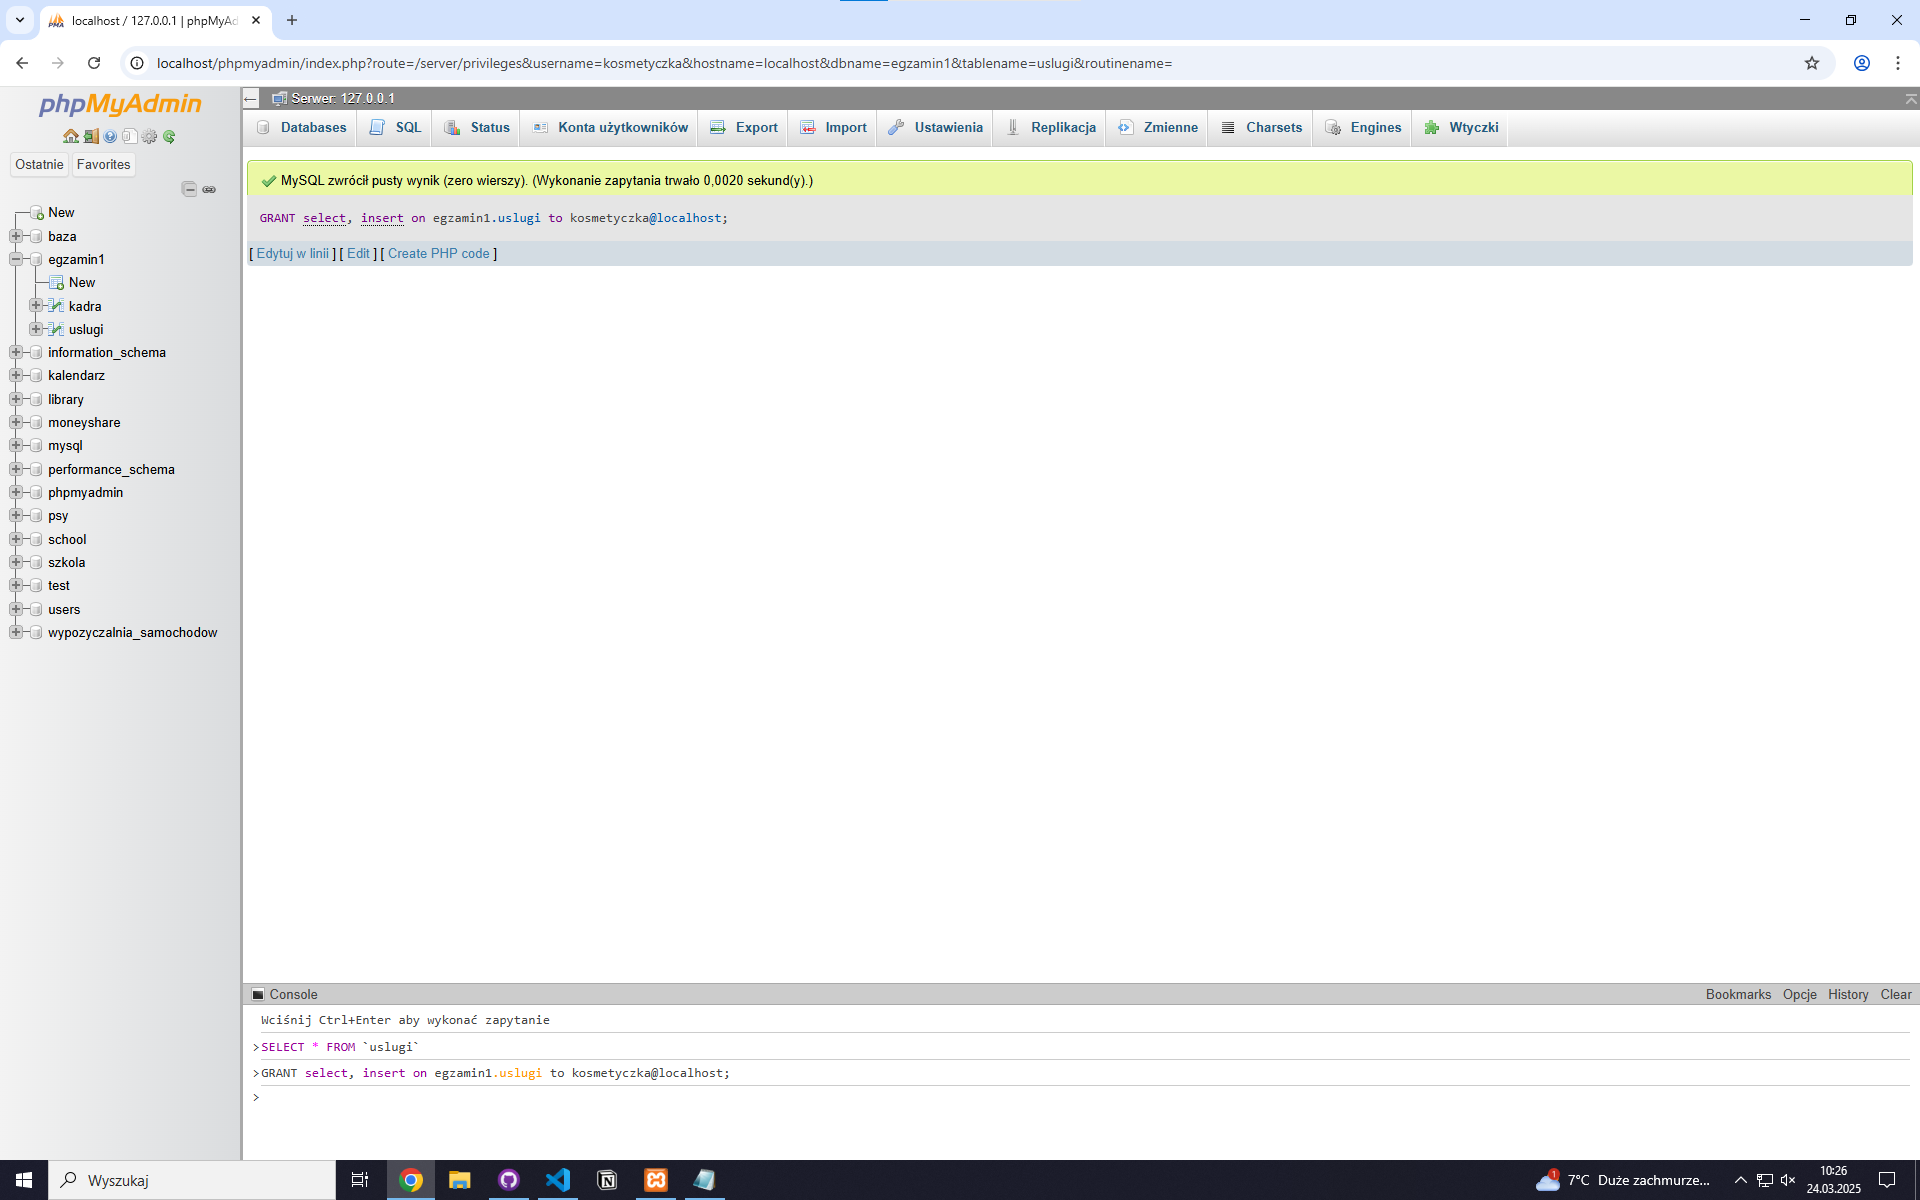 localhost / 127.0.0.1 | phpMyAd
localhost/phpmyadmin/index.php?route=/server/privileges&username=kosmetyczka&hostname=localhost&dbname=egzamin1&tablename=uslugi&routinename=
phpMyAdmin
Ostatnie Favorites
New
baza
egzamin1
New
kadra
uslugi
information_schema
kalendarz
library
moneyshare
mysql
performance_schema
phpmyadmin
psy
school
szkola
test
users
wypozyczalnia_samochodow
Serwer: 127.0.0.1
Databases SQL Status Konta użytkowników Export Import Ustawienia Replikacja Zmienne Charsets Engines Wtyczki
MySQL zwrócił pusty wynik (zero wierszy). (Wykonanie zapytania trwało 0,0020 sekund(y).)
GRANT select, insert on egzamin1.uslugi to kosmetyczka@localhost;
[ Edytuj w linii ] [ Edit ] [ Create PHP code ]
Console Bookmarks Opcje History Clear
Wciśnij Ctrl+Enter aby wykonać zapytanie
>SELECT * FROM `uslugi`
>GRANT select, insert on egzamin1.uslugi to kosmetyczka@localhost;
>
Wyszukaj
1
7°C Duże zachmurze...
10:26
24.03.2025